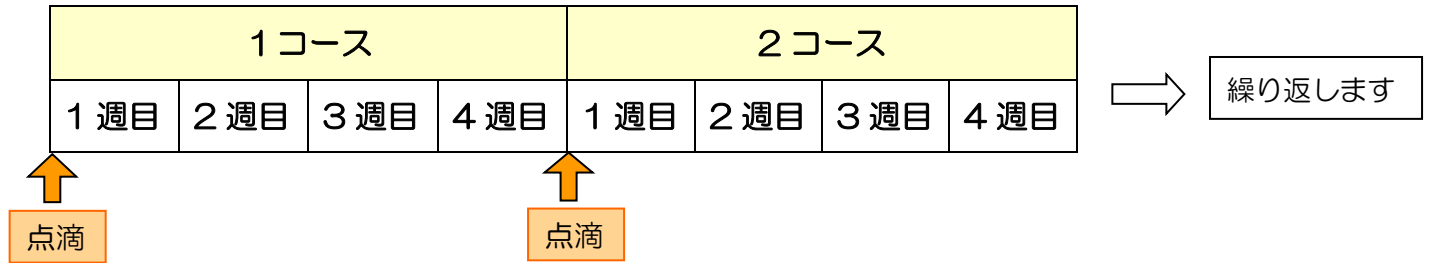 １コース ２コース
１週目 ２週目 ３週目 ４週目 １週目 ２週目 ３週目 ４週目
繰り返します
点滴 点滴